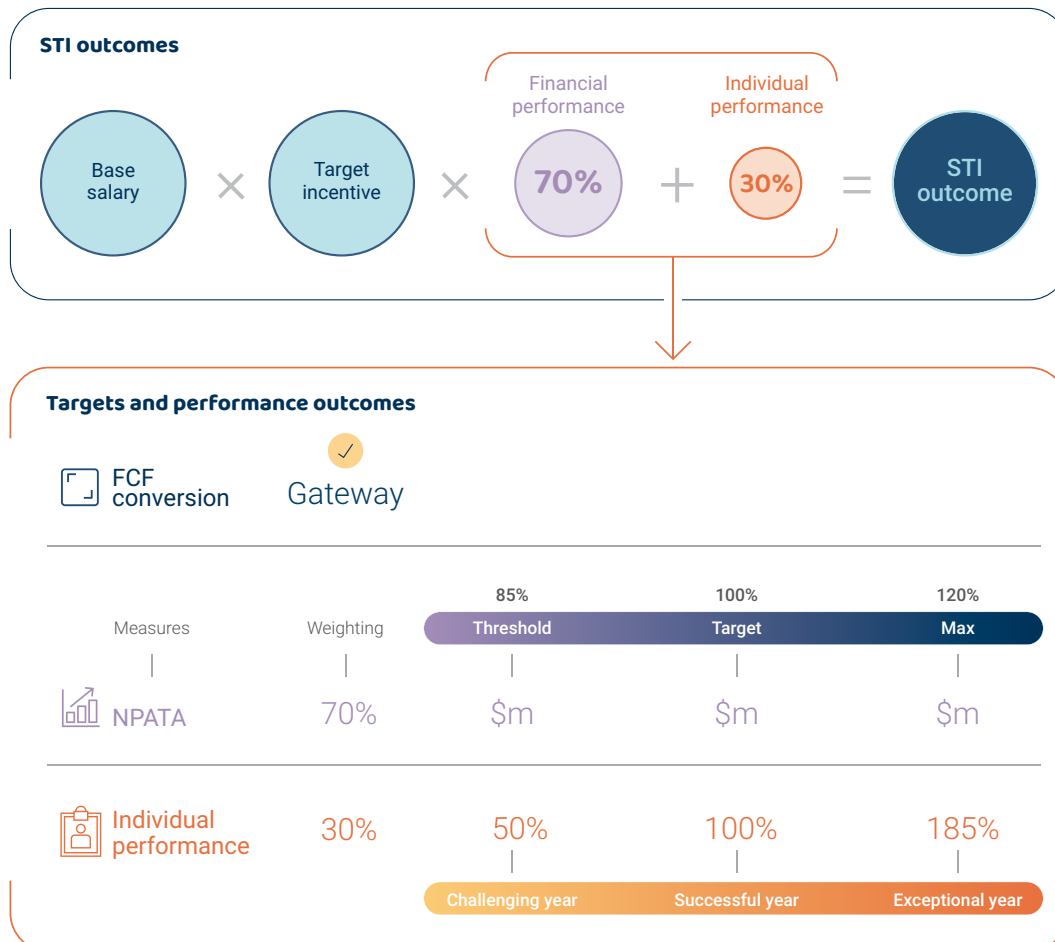 STI outcomes
Financial
performance
Individual
performance
Base
salary
×
Target
incentive
×
70%
+
30%
=
STI
outcome
Targets and performance outcomes
FCF
conversion
Gateway
85%
100%
120%
Measures
Weighting
Threshold
Target
Max
NPATA
70%
$m
$m
$m
Individual
performance
30%
50%
100%
185%
Challenging year
Successful year
Exceptional year